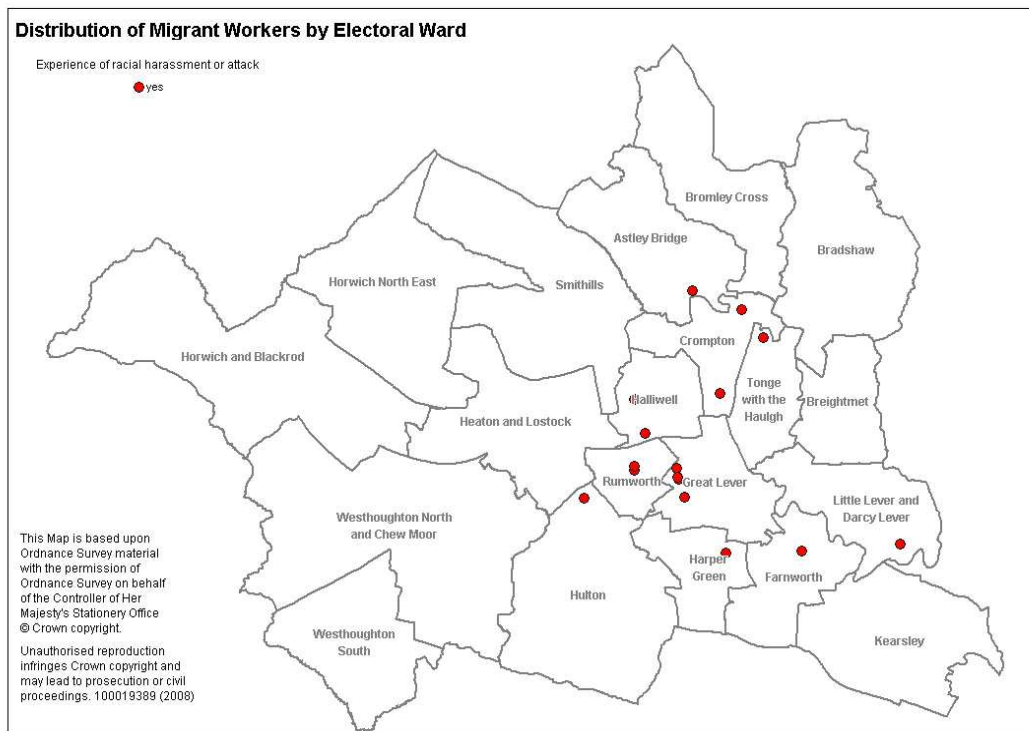 Distribution of Migrant Workers by Electoral Ward
Experience of racial harassment or attack
yes
Bromley Cross
Astley Bridge
Bradshaw
Horwich North East
Smithills
Crompton
Horwich and Blackrod
Tonge
with the
Haulgh
Halliwell
Breightmet
Heaton and Lostock
Rumworth
Great Lever
Little Lever and
Darcy Lever
Westhoughton North
and Chew Moor
Harper
Green
Farnworth
Hulton
Westhoughton
South
Kearsley
This Map is based upon
Ordnance Survey material
with the permission of
Ordnance Survey on behalf
of the Controller of Her
Majesty's Stationery Office
© Crown copyright.
Unauthorised reproduction
infringes Crown copyright and
may lead to prosecution or civil
proceedings. 100019389 (2008)